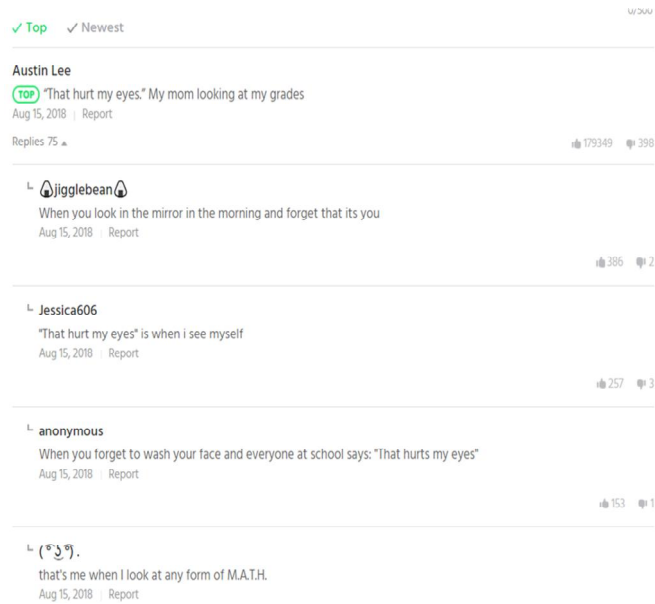 0/500
✓ Top ✓ Newest
Austin Lee
TOP "That hurt my eyes." My mom looking at my grades
Aug 15, 2018 | Report
Replies 75 ▲
179349 398
🍙jigglebean🍙
When you look in the mirror in the morning and forget that its you
Aug 15, 2018 | Report
386 2
Jessica606
"That hurt my eyes" is when i see myself
Aug 15, 2018 | Report
257 3
anonymous
When you forget to wash your face and everyone at school says: "That hurts my eyes"
Aug 15, 2018 | Report
153 1
( ͡° ͜ʖ ͡°) .
that's me when I look at any form of M.A.T.H.
Aug 15, 2018 | Report